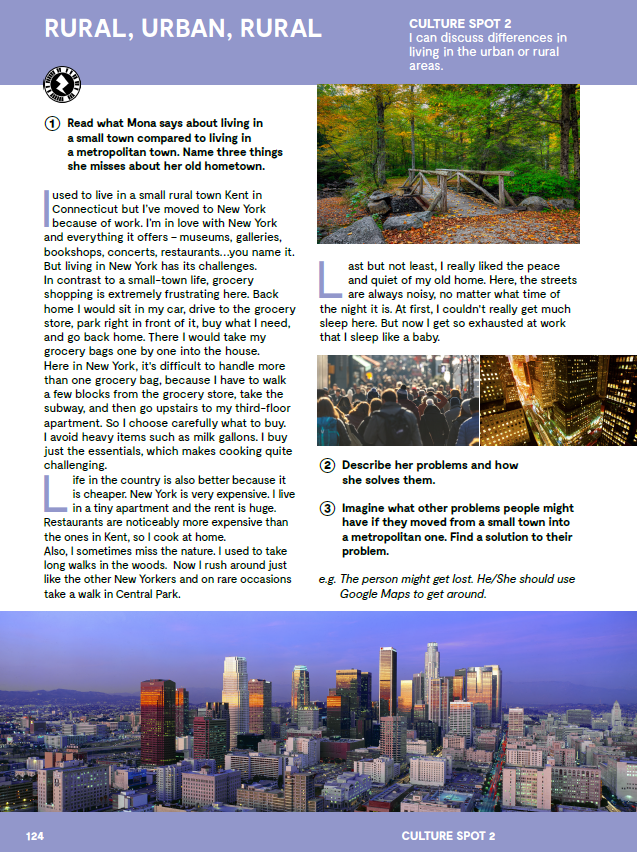 RURAL, URBAN, RURAL
CULTURE SPOT 2
I can discuss differences in
living in the urban or rural
areas.
1 Read what Mona says about living in
a small town compared to living in
a metropolitan town. Name three things
she misses about her old hometown.
I used to live in a small rural town Kent in
Connecticut but I've moved to New York
because of work. I'm in love with New York
and everything it offers – museums, galleries,
bookshops, concerts, restaurants...you name it.
But living in New York has its challenges.
In contrast to a small-town life, grocery
shopping is extremely frustrating here. Back
home I would sit in my car, drive to the grocery
store, park right in front of it, buy what I need,
and go back home. There I would take my
grocery bags one by one into the house.
Here in New York, it's difficult to handle more
than one grocery bag, because I have to walk
a few blocks from the grocery store, take the
subway, and then go upstairs to my third-floor
apartment. So I choose carefully what to buy.
I avoid heavy items such as milk gallons. I buy
just the essentials, which makes cooking quite
challenging.
Life in the country is also better because it
is cheaper. New York is very expensive. I live
in a tiny apartment and the rent is huge.
Restaurants are noticeably more expensive than
the ones in Kent, so I cook at home.
Also, I sometimes miss the nature. I used to take
long walks in the woods. Now I rush around just
like the other New Yorkers and on rare occasions
take a walk in Central Park.
Last but not least, I really liked the peace
and quiet of my old home. Here, the streets
are always noisy, no matter what time of
the night it is. At first, I couldn't really get much
sleep here. But now I get so exhausted at work
that I sleep like a baby.
2 Describe her problems and how
she solves them.
3 Imagine what other problems people might
have if they moved from a small town into
a metropolitan one. Find a solution to their
problem.
e.g. The person might get lost. He/She should use
Google Maps to get around.
124
CULTURE SPOT 2